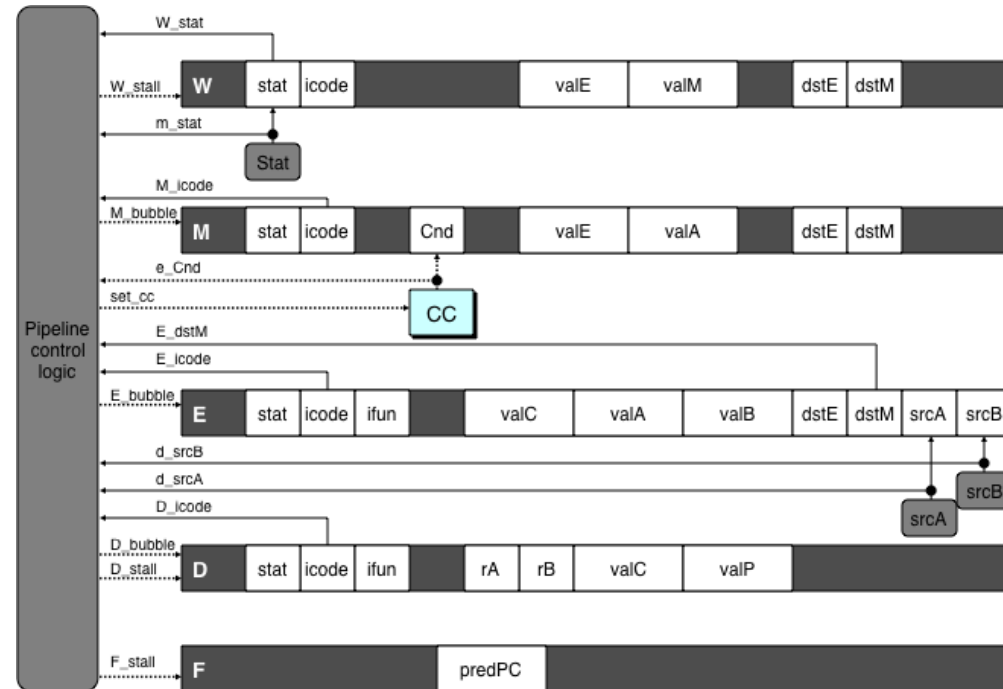 W_stat
W_stall
W stat icode valE valM dstE dstM
m_stat
Stat
M_icode
M_bubble
M stat icode Cnd valE valA dstE dstM
e_Cnd
set_cc
CC
Pipeline
control
logic
E_dstM
E_icode
E_bubble
E stat icode ifun valC valA valB dstE dstM srcA srcB
d_srcB
srcB
d_srcA
srcA
D_icode
D_bubble
D_stall
D stat icode ifun rA rB valC valP
F_stall
F predPC